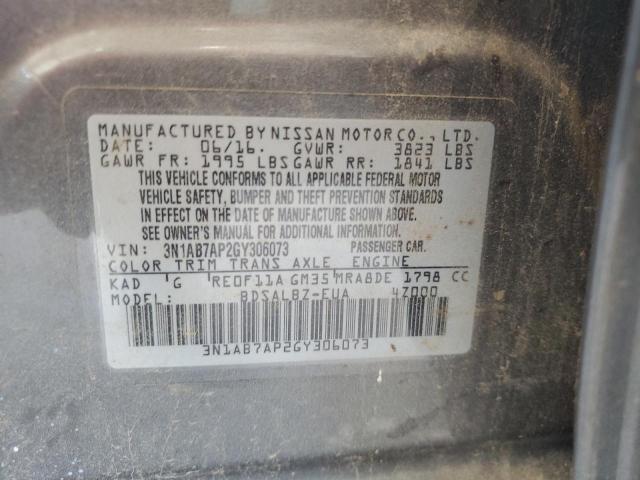 MANUFACTURED BY NISSAN MOTOR CO., LTD.
DATE: 06/16. GVWR: 3823 LBS
GAWR FR: 1995 LBS GAWR RR: 1841 LBS
THIS VEHICLE CONFORMS TO ALL APPLICABLE FEDERAL MOTOR
VEHICLE SAFETY, BUMPER AND THEFT PREVENTION STANDARDS
IN EFFECT ON THE DATE OF MANUFACTURE SHOWN ABOVE.
SEE OWNER'S MANUAL FOR ADDITIONAL INFORMATION.
VIN: 3N1AB7AP2GY306073 PASSENGER CAR.
COLOR TRIM TRANS AXLE ENGINE
KAD 'G 'RE0F11A GM35'MRA8DE 1798 CC
MODEL: BDSALBZ-EUA 4Z000
3N1AB7AP2GY306073